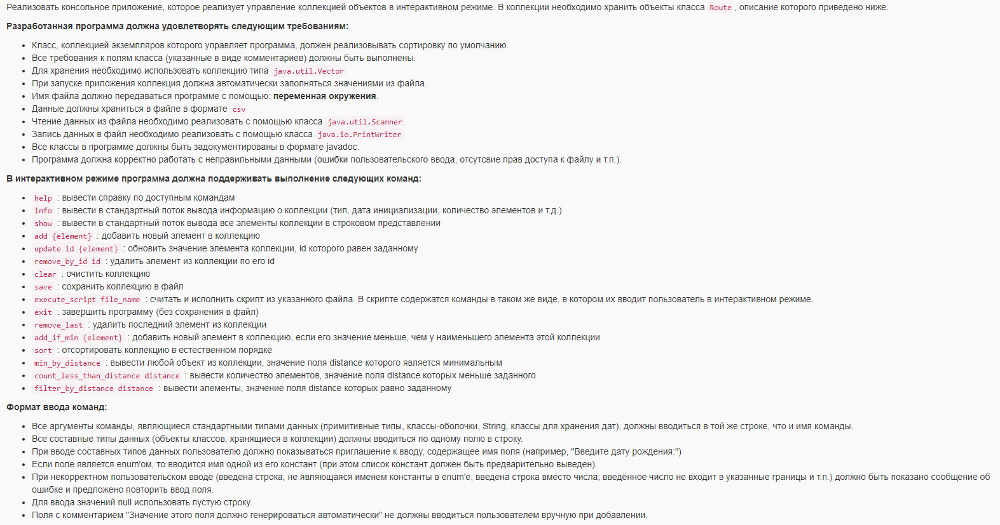 Реализовать консольное приложение, которое реализует управление коллекцией объектов в интерактивном режиме. В коллекции необходимо хранить объекты класса Route, описание которого приведено ниже.
Разработанная программа должна удовлетворять следующим требованиям:
• Класс, коллекцией экземпляров которого управляет программа, должен реализовывать сортировку по умолчанию.
• Все требования к полям класса (указанные в виде комментариев) должны быть выполнены.
• Для хранения необходимо использовать коллекцию типа java.util.Vector
• При запуске приложения коллекция должна автоматически заполняться значениями из файла.
• Имя файла должно передаваться программе с помощью: переменная окружения.
• Данные должны храниться в файле в формате csv
• Чтение данных из файла необходимо реализовать с помощью класса java.util.Scanner
• Запись данных в файл необходимо реализовать с помощью класса java.io.PrintWriter
• Все классы в программе должны быть задокументированы в формате javadoc.
• Программа должна корректно работать с неправильными данными (ошибки пользовательского ввода, отсутсвие прав доступа к файлу и т.п.).
В интерактивном режиме программа должна поддерживать выполнение следующих команд:
• help : вывести справку по доступным командам
• info : вывести в стандартный поток вывода информацию о коллекции (тип, дата инициализации, количество элементов и т.д.)
• show : вывести в стандартный поток вывода все элементы коллекции в строковом представлении
• add {element} : добавить новый элемент в коллекцию
• update id {element} : обновить значение элемента коллекции, id которого равен заданному
• remove_by_id id : удалить элемент из коллекции по его id
• clear : очистить коллекцию
• save : сохранить коллекцию в файл
• execute_script file_name : считать и исполнить скрипт из указанного файла. В скрипте содержатся команды в таком же виде, в котором их вводит пользователь в интерактивном режиме.
• exit : завершить программу (без сохранения в файл)
• remove_last : удалить последний элемент из коллекции
• add_if_min {element} : добавить новый элемент в коллекцию, если его значение меньше, чем у наименьшего элемента этой коллекции
• sort : отсортировать коллекцию в естественном порядке
• min_by_distance : вывести любой объект из коллекции, значение поля distance которого является минимальным
• count_less_than_distance distance : вывести количество элементов, значение поля distance которых меньше заданного
• filter_by_distance distance : вывести элементы, значение поля distance которых равно заданному
Формат ввода команд:
• Все аргументы команды, являющиеся стандартными типами данных (примитивные типы, классы-оболочки, String, классы для хранения дат), должны вводиться в той же строке, что и имя команды.
• Все составные типы данных (объекты классов, хранящиеся в коллекции) должны вводиться по одному полю в строку.
• При вводе составных типов данных пользователю должно показываться приглашение к вводу, содержащее имя поля (например, "Введите дату рождения:")
• Если поле является enum'ом, то вводится имя одной из его констант (при этом список констант должен быть предварительно выведен).
• При некорректном пользовательском вводе (введена строка, не являющаяся именем константы в enum'е; введена строка вместо числа; введённое число не входит в указанные границы и т.п.) должно быть показано сообщение об
ошибке и предложено повторить ввод поля.
• Для ввода значений null использовать пустую строку.
• Поля с комментарием "Значение этого поля должно генерироваться автоматически" не должны вводиться пользователем вручную при добавлении.